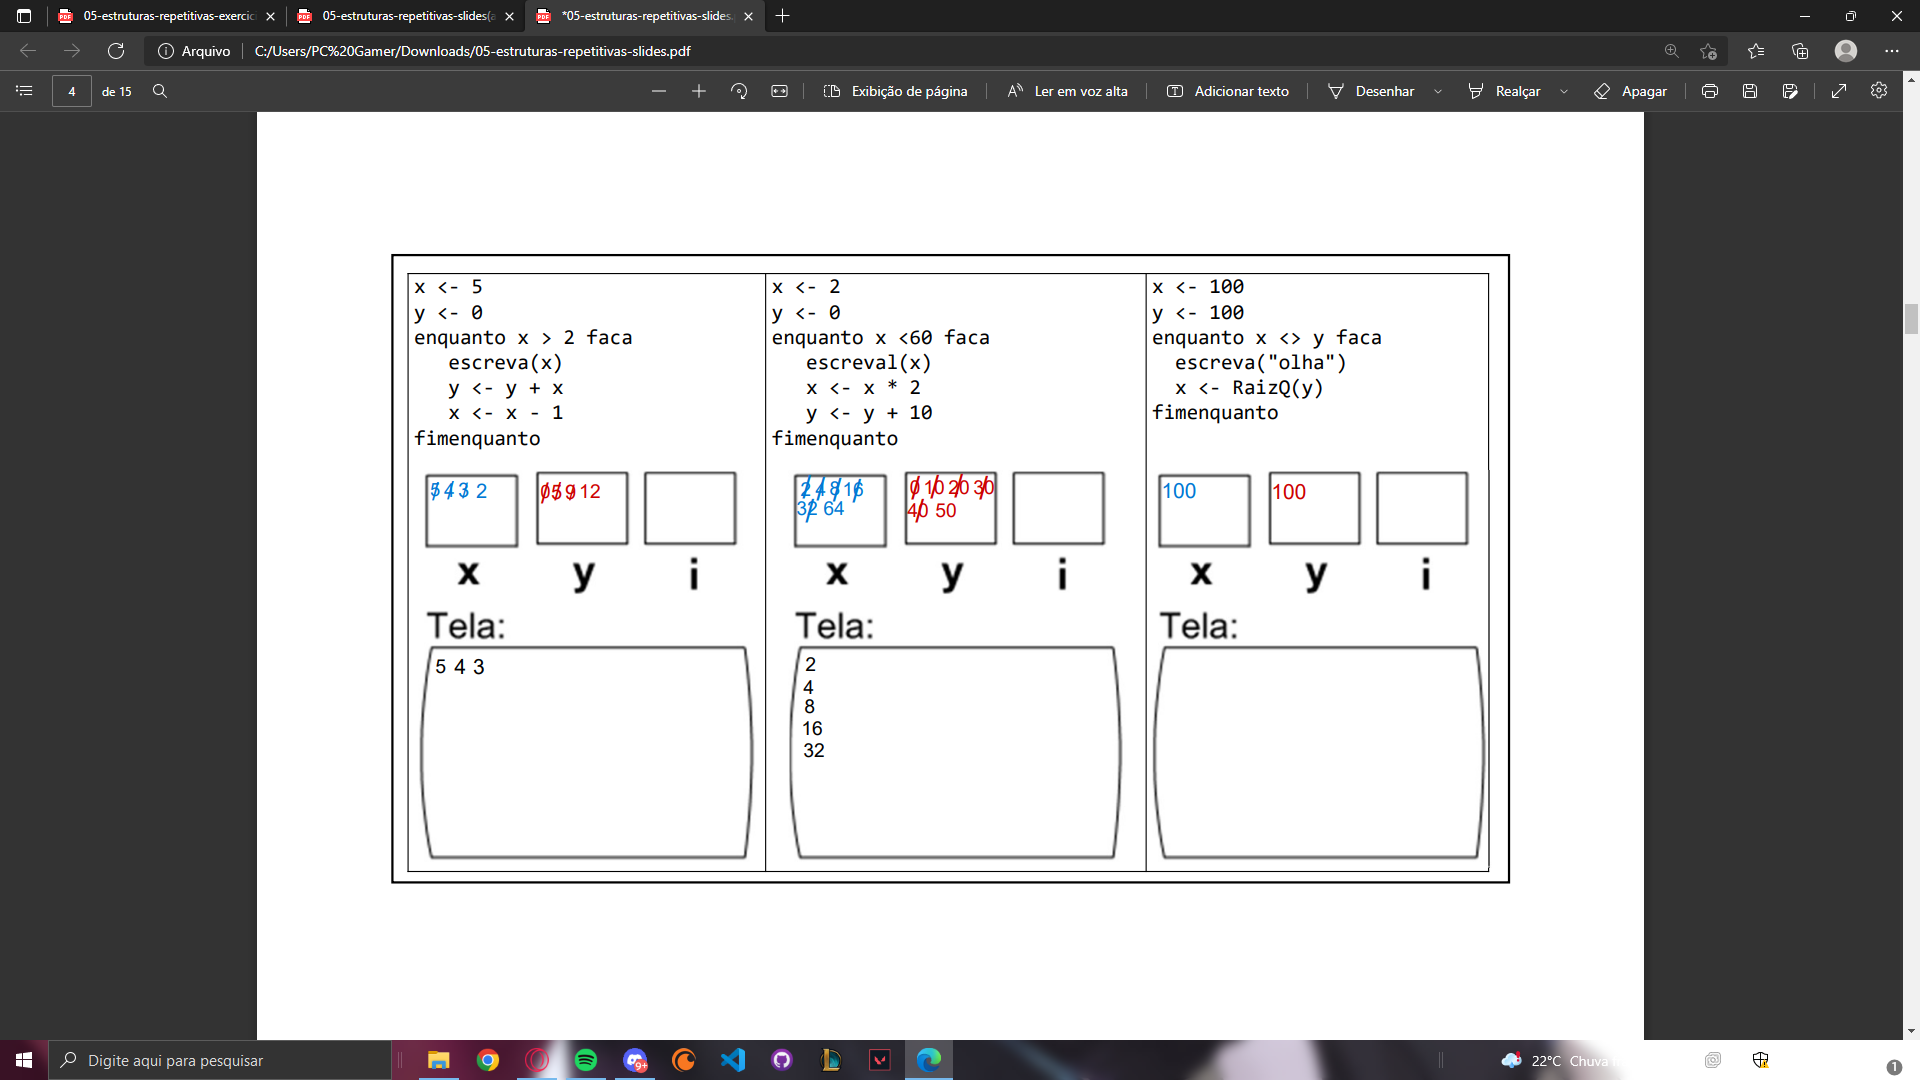 05-estruturas-repetitivas-exercic
05-estruturas-repetitivas-slides(a
*05-estruturas-repetitivas-slides.
Arquivo
C:/Users/PC%20Gamer/Downloads/05-estruturas-repetitivas-slides.pdf
4 de 15
Exibição de página
Ler em voz alta
Adicionar texto
Desenhar
Realçar
Apagar
x <- 5
y <- 0
enquanto x > 2 faca
escreva(x)
y <- y + x
x <- x - 1
fimenquanto
5 4 3 2
0 5 9 12
x y i
Tela:
5 4 3
x <- 2
y <- 0
enquanto x <60 faca
escreval(x)
x <- x * 2
y <- y + 10
fimenquanto
2 4 8 16
32 64
0 10 20 30
40 50
x y i
Tela:
2
4
8
16
32
x <- 100
y <- 100
enquanto x <> y faca
escreva("olha")
x <- RaizQ(y)
fimenquanto
100
100
x y i
Tela:
Digite aqui para pesquisar
9+
22°C Chuva
1